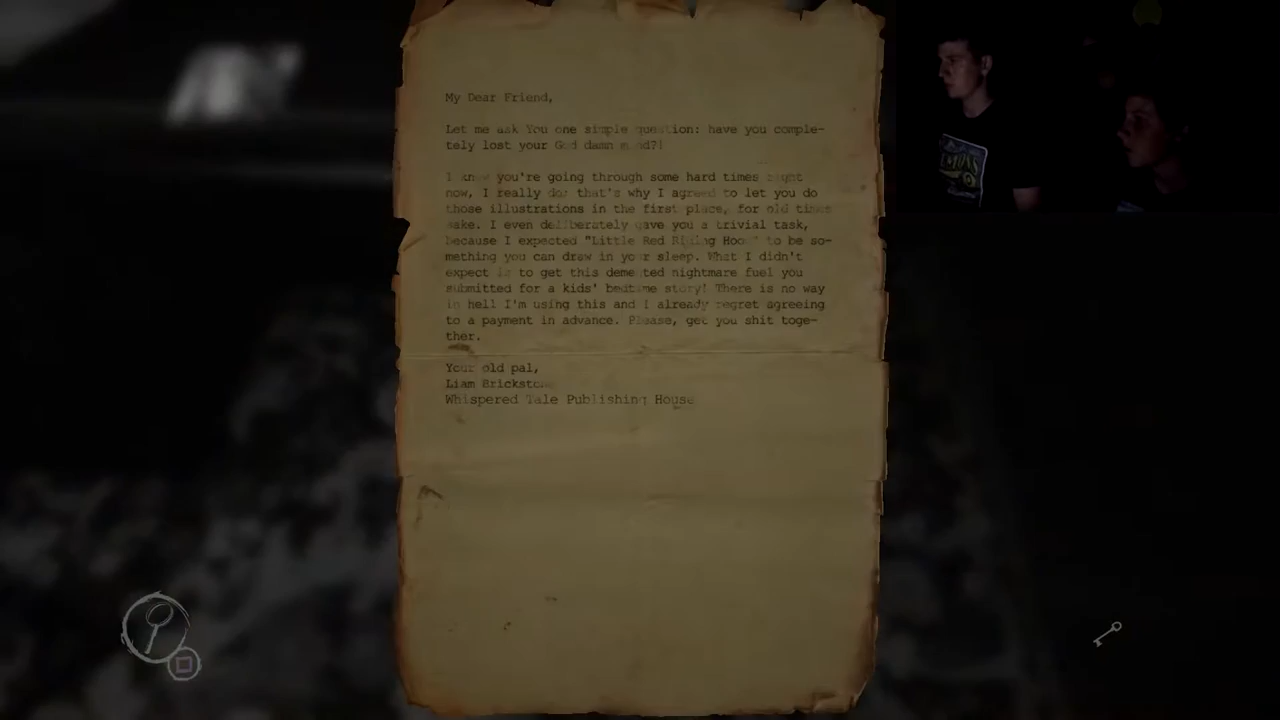 My Dear Friend,
Let me ask You one simple question: have you comple-
tely lost your God damn mind?!
I know you're going through some hard times right
now, I really do: that's why I agreed to let you do
those illustrations in the first place, for old times
sake. I even deliberately gave you a trivial task,
because I expected "Little Red Riding Hood" to be so-
mething you can draw in your sleep. What I didn't
expect is to get this demented nightmare fuel you
submitted for a kids' bedtime story! There is no way
in hell I'm using this and i already regret agreeing
to a payment in advance. Please, get you shit toge-
ther.
Your old pal,
Liam Brickstone
Whispered Tale Publishing House